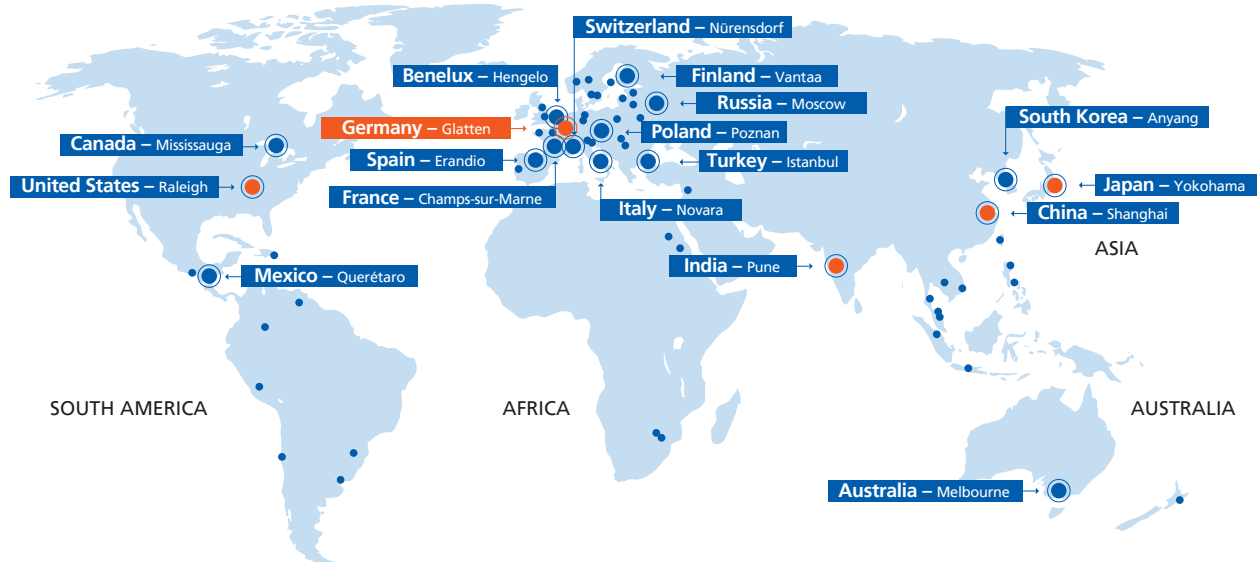 Switzerland – Nürensdorf
Benelux – Hengelo
Finland – Vantaa
Russia – Moscow
Germany – Glatten
South Korea – Anyang
Canada – Mississauga
Poland – Poznan
Spain – Erandio
Turkey – Istanbul
United States – Raleigh
France – Champs-sur-Marne
Italy – Novara
Japan – Yokohama
China – Shanghai
ASIA
India – Pune
Mexico – Querétaro
SOUTH AMERICA
AFRICA
AUSTRALIA
Australia – Melbourne